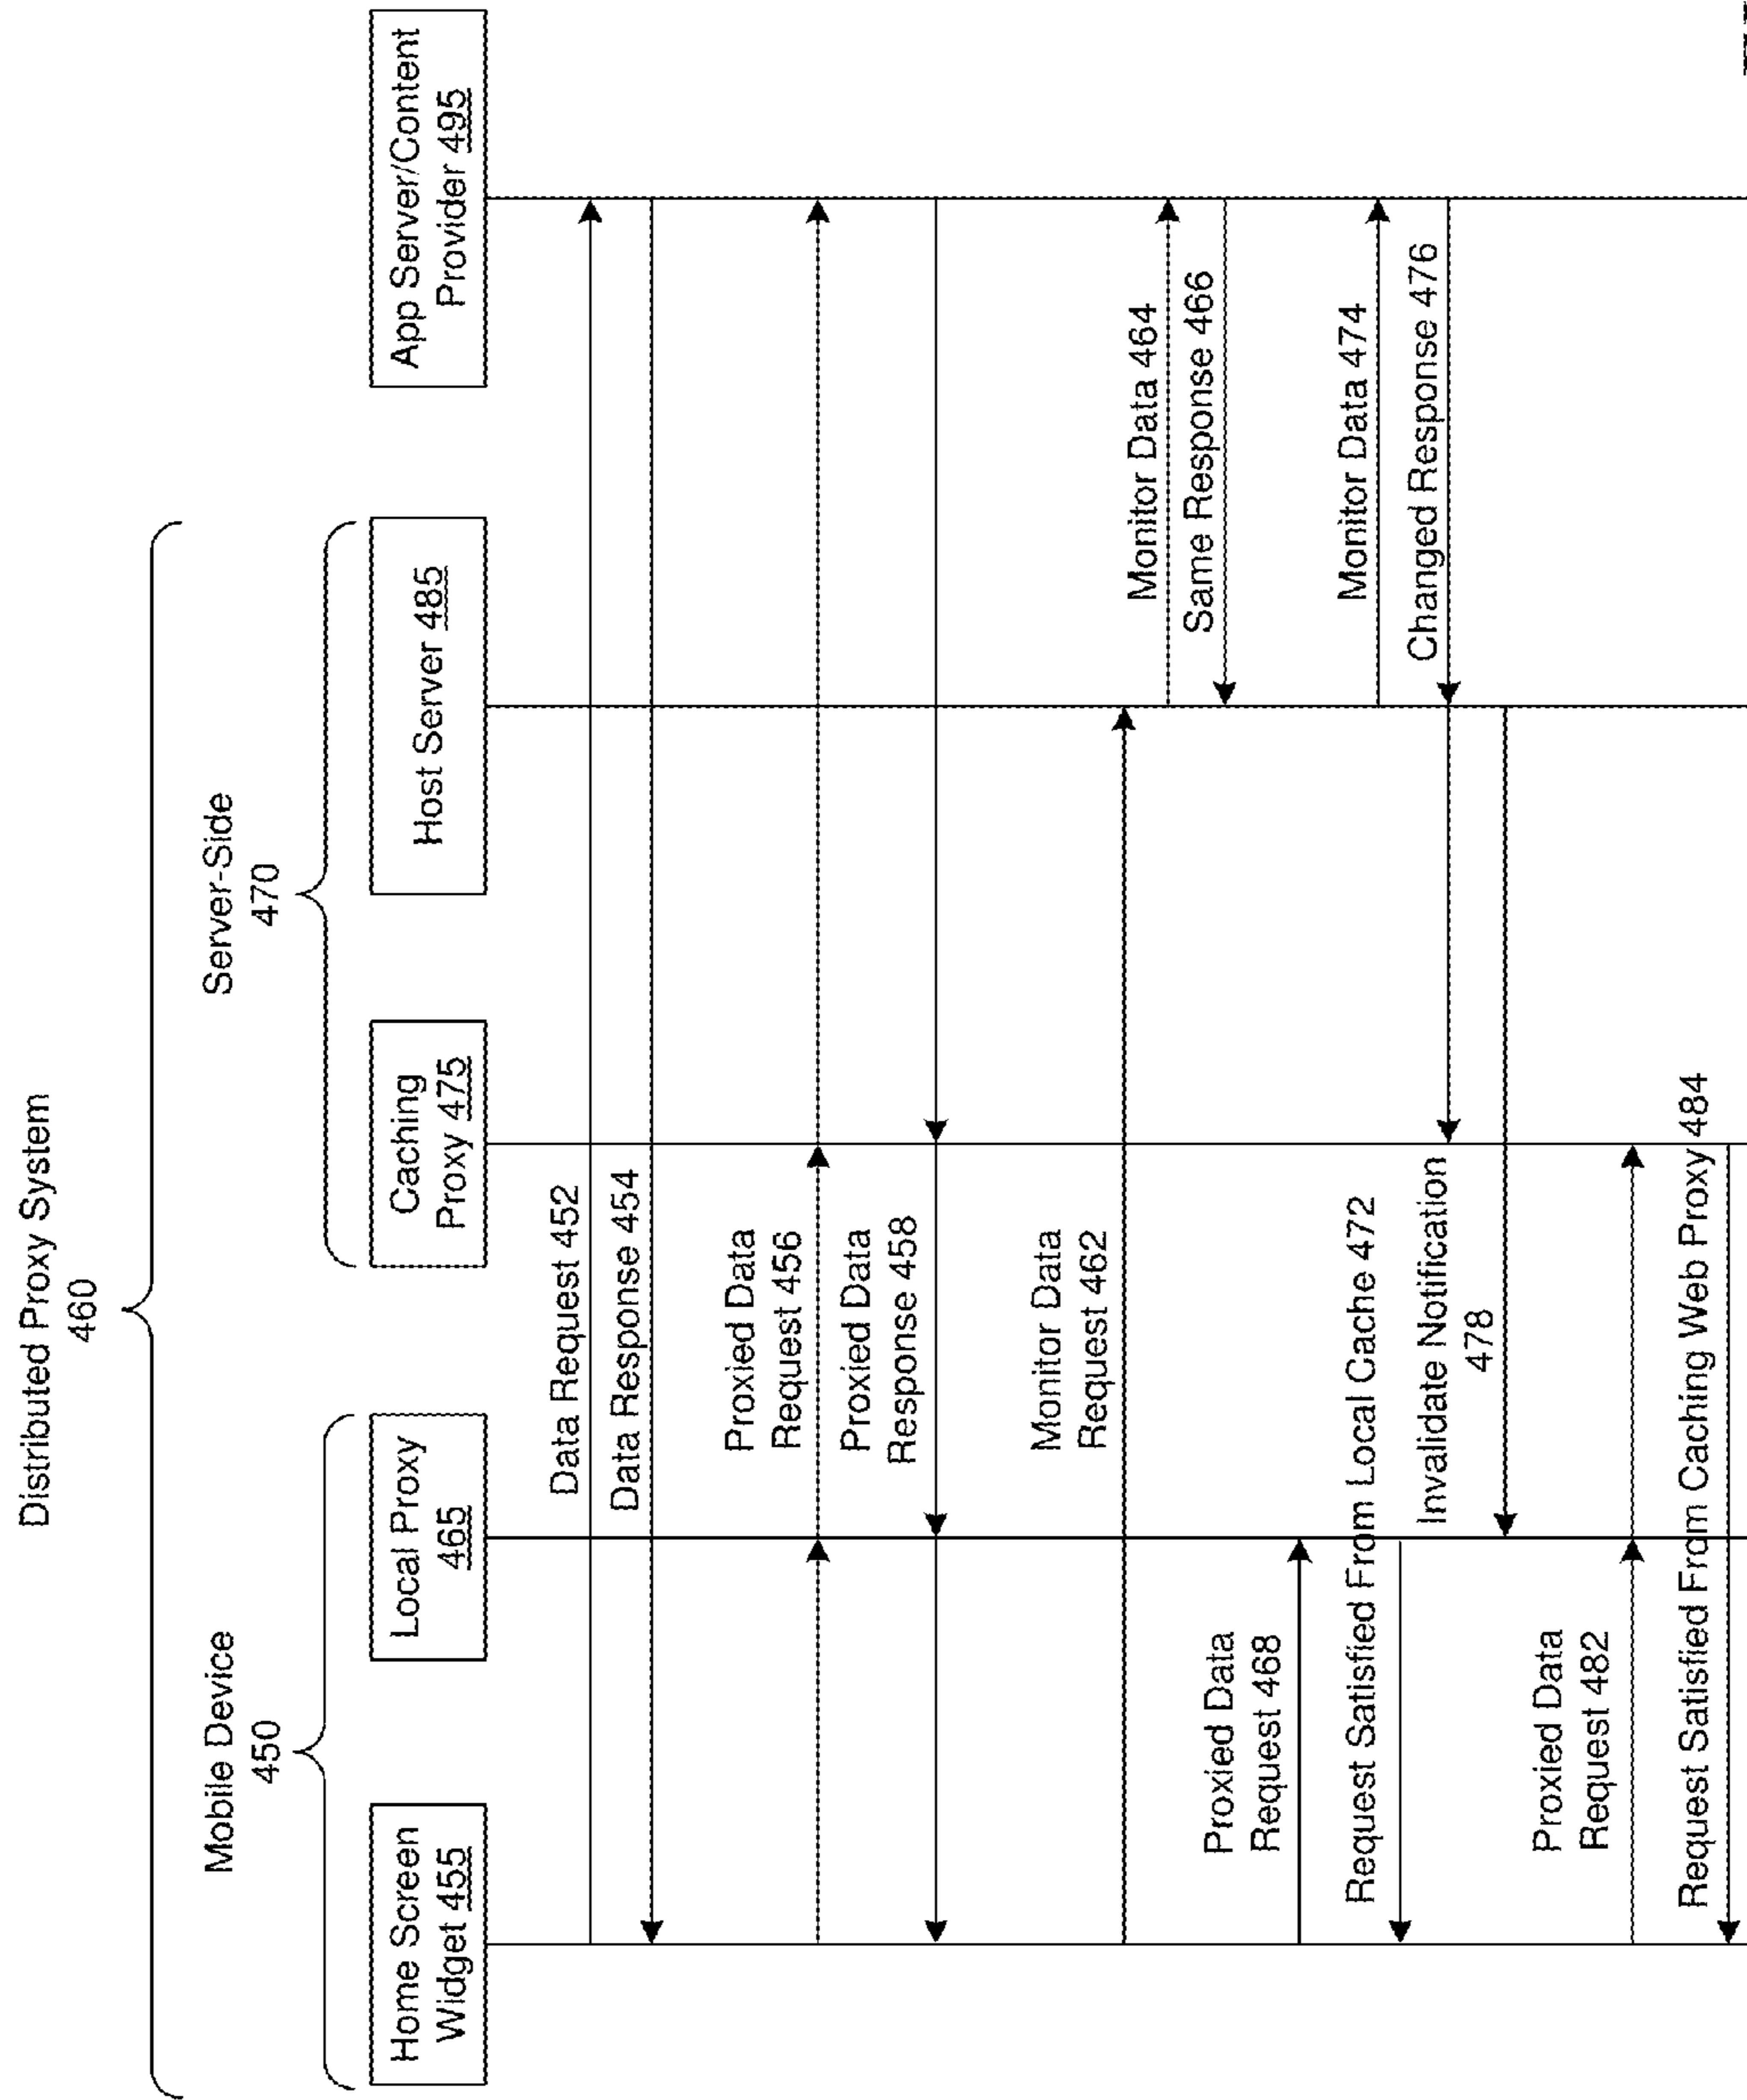 Distributed Proxy System
460
Mobile Device
450
Server-Side
470
Home Screen
Widget 455
Local Proxy
465
Caching
Proxy 475
Host Server 485
App Server/Content
Provider 495
Data Request 452
Data Response 454
Proxied Data
Request 456
Proxied Data
Response 458
Monitor Data
Request 462
Monitor Data 464
Same Response 466
Proxied Data
Request 468
Request Satisfied From Local Cache 472
Monitor Data 474
Changed Response 476
Invalidate Notification
478
Proxied Data
Request 482
Request Satisfied From Caching Web Proxy 484